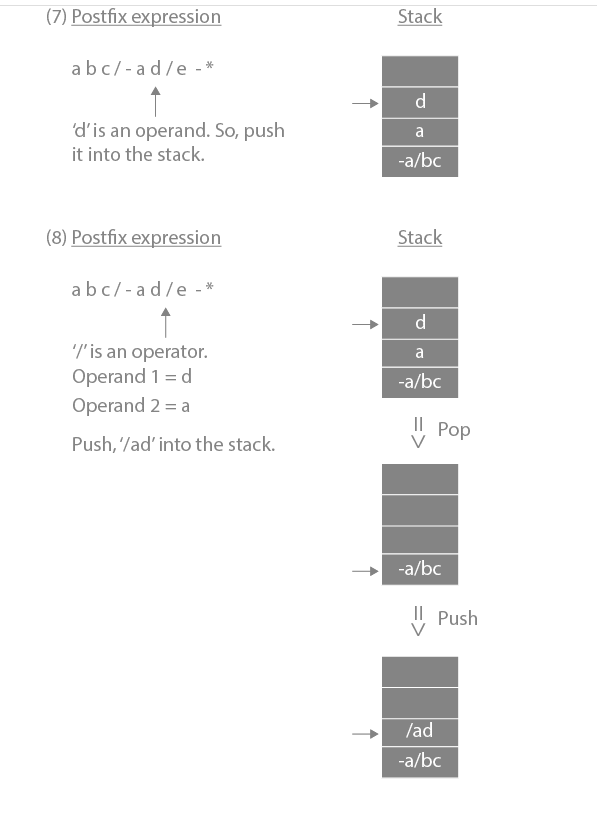 (7) Postfix expression Stack
a b c / - a d / e - *
d
'd' is an operand. So, push
a
it into the stack.
-a/bc
(8) Postfix expression Stack
a b c / - a d / e - *
d
'/' is an operator.
a
Operand 1 = d
-a/bc
Operand 2 = a
Pop
Push, '/ad' into the stack.
-a/bc
Push
/ad
-a/bc